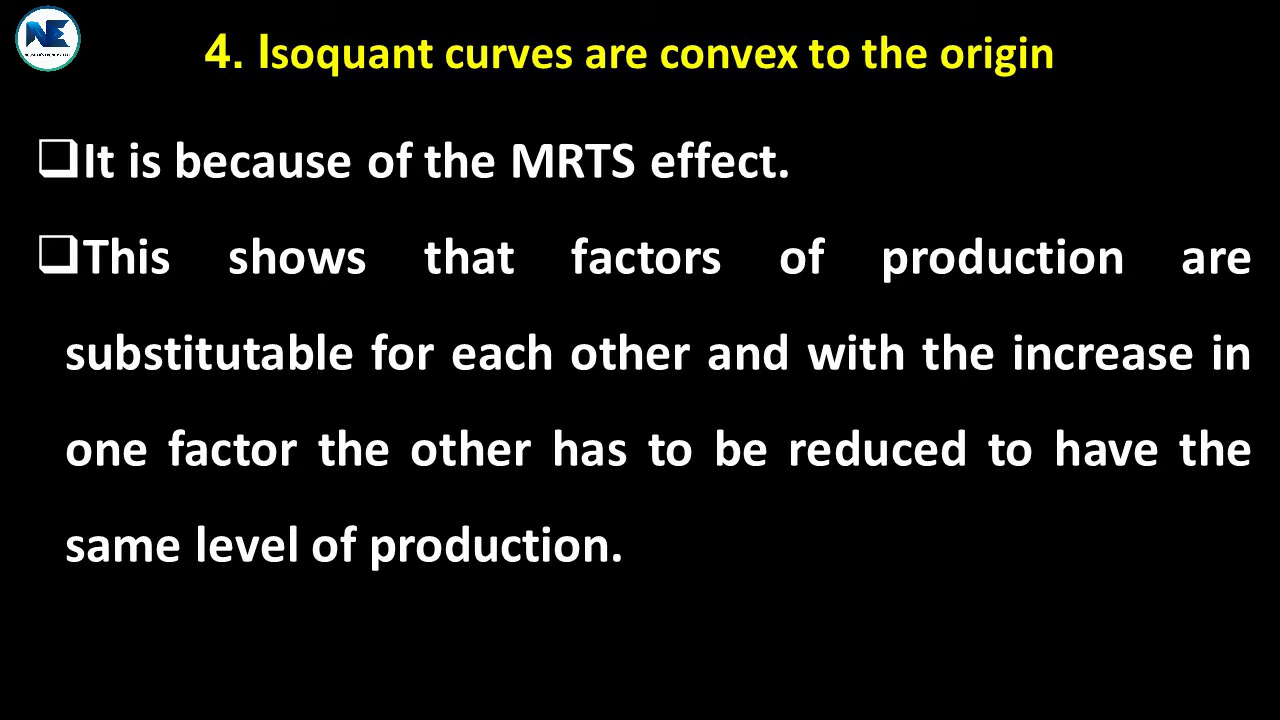 NE
4. Isoquant curves are convex to the origin
❑It is because of the MRTS effect.
❑This shows that factors of production are
substitutable for each other and with the increase in
one factor the other has to be reduced to have the
same level of production.